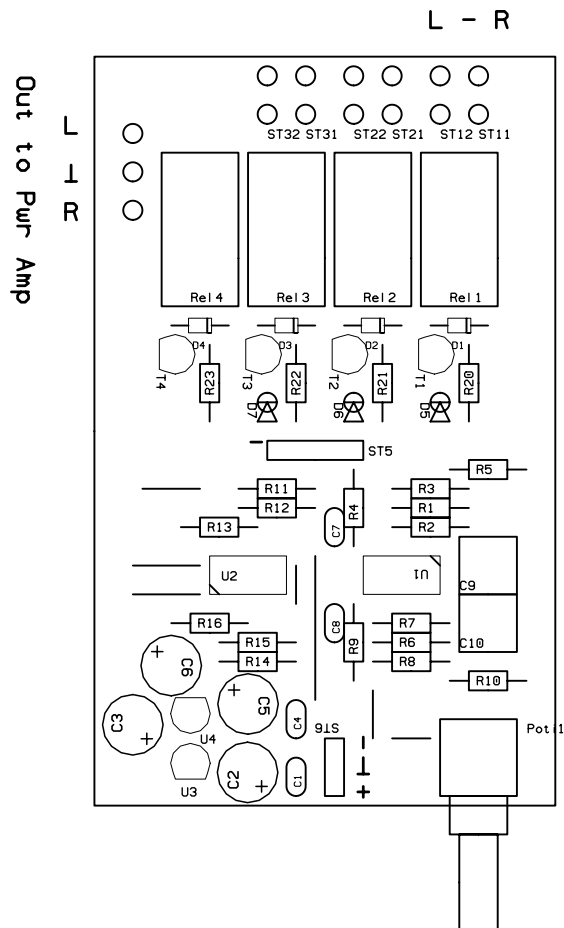 L - R
Out to Pwr Amp
L
⊥
R
ST32 ST31 ST22 ST21 ST12 ST11
Rel4 Rel3 Rel2 Rel1
D4 D3 D2 D1
T4 R23 T3 R22 T2 R21 T1 R20
D7 D6 D5
- ST5
R5
R11 R4 R3
R12 R1
R13 C7 R2
U2 U1 C9
R16 C8 R7
R15 R9 R6 C10
R14 R8
C6 R10
C5
C3 U4 C4 ST6 Poti1
U3 C2 C1 + ⊥ -